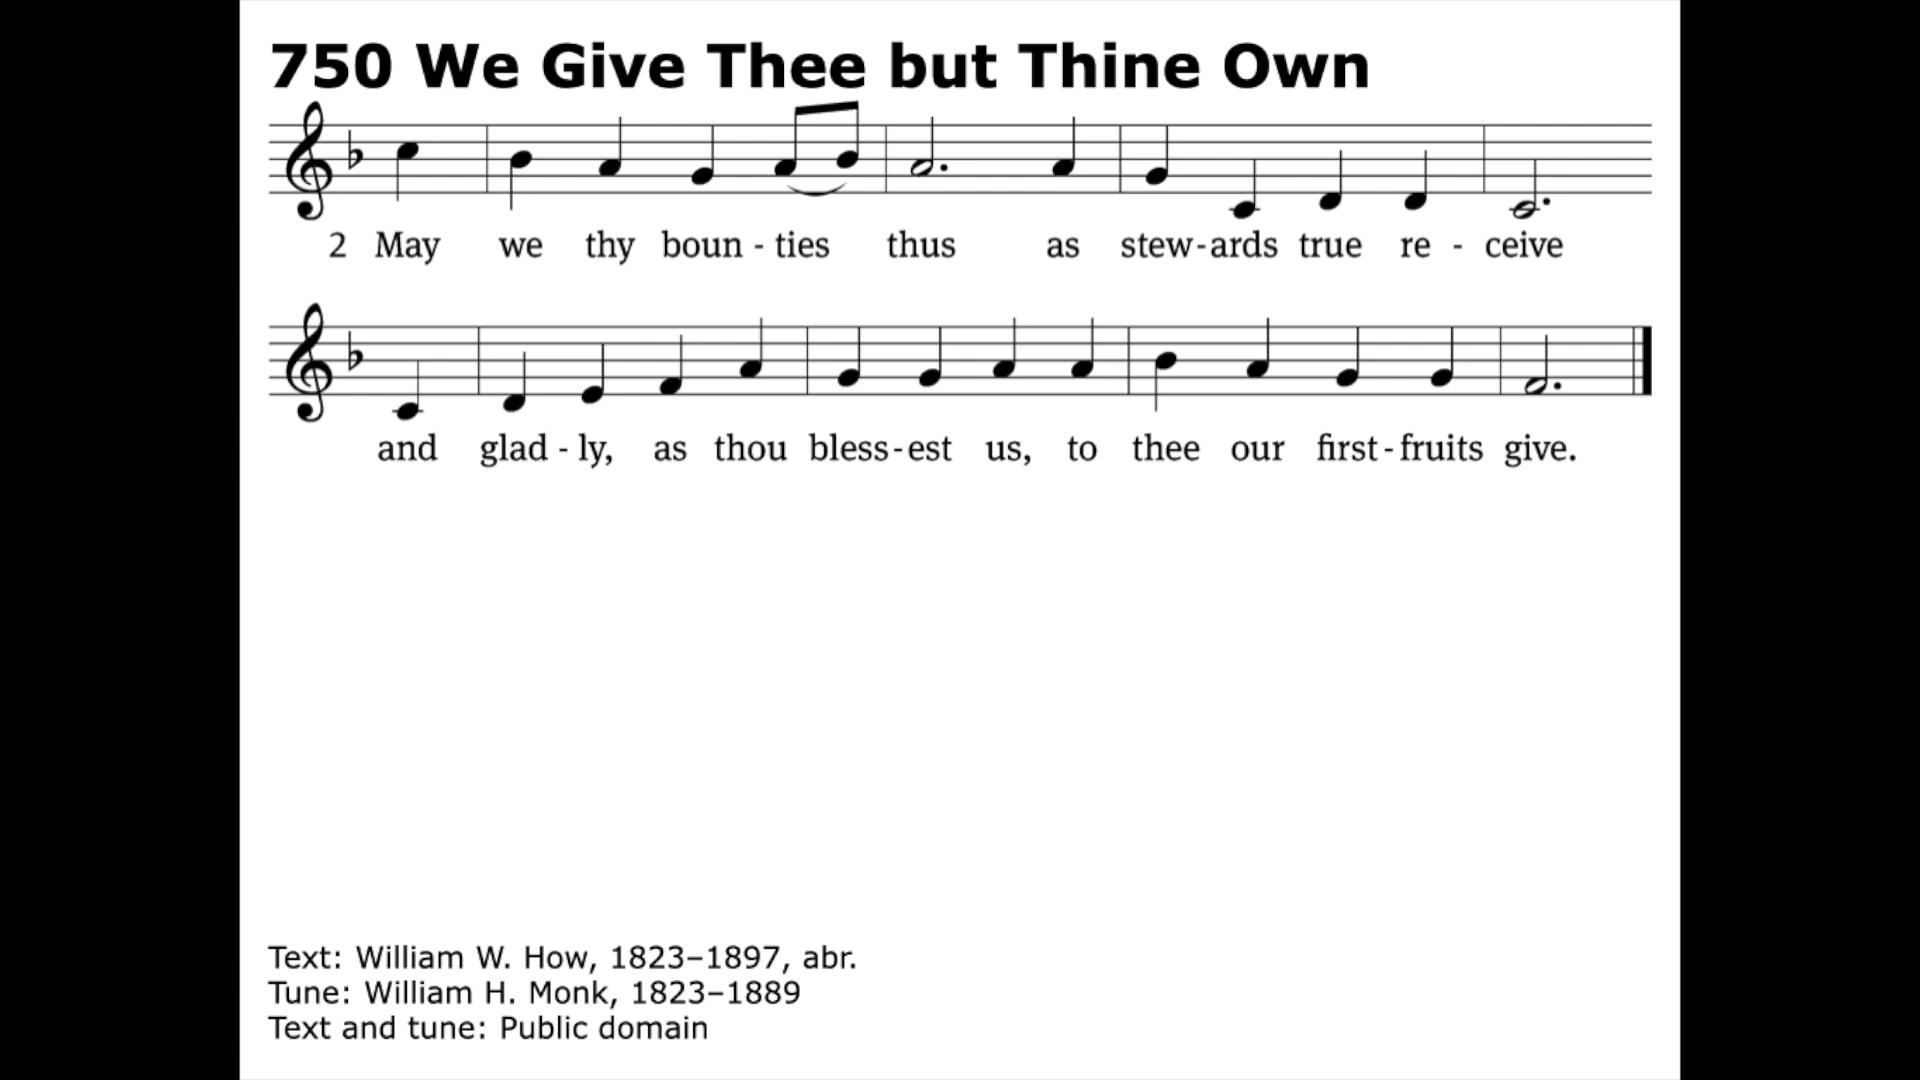 750 We Give Thee but Thine Own
2 May we thy boun - ties thus as stew - ards true re - ceive
and glad - ly, as thou bless - est us, to thee our first - fruits give.
Text: William W. How, 1823–1897, abr.
Tune: William H. Monk, 1823–1889
Text and tune: Public domain